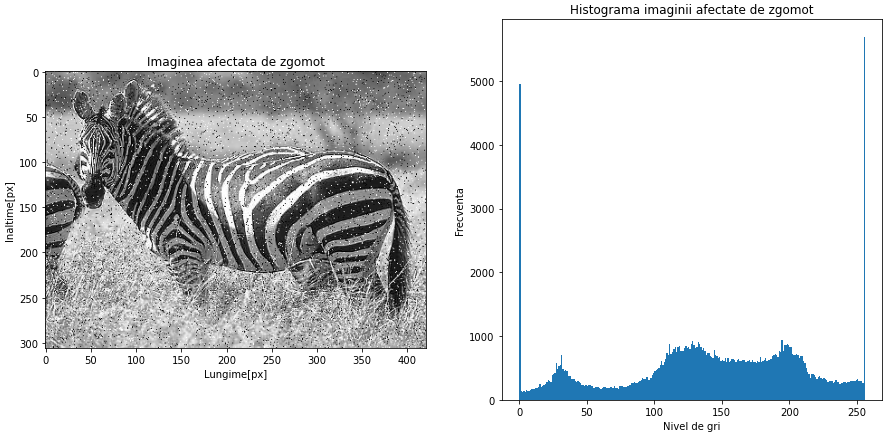 Imaginea afectata de zgomot
0
50
100
150
200
250
300
Inaltime[px]
0 50 100 150 200 250 300 350 400
Lungime[px]
Histograma imaginii afectate de zgomot
5000
4000
3000
2000
1000
0
Frecventa
0 50 100 150 200 250
Nivel de gri